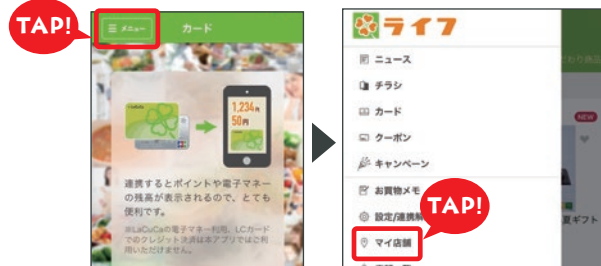 TAP!
メニュー
カード
LaCuCa
1,234円
50円
連携するとポイントや電子マネー
の残高が表示されるので、とても
便利です。
※LaCuCaの電子マネー利用、LCカード
でのクレジット決済は本アプリではご利
用いただけません。
ライフ
ニュース
チラシ
カード
クーポン
キャンペーン
お買物メモ
設定/連携解
TAP!
マイ店舗
NEW
夏ギフト